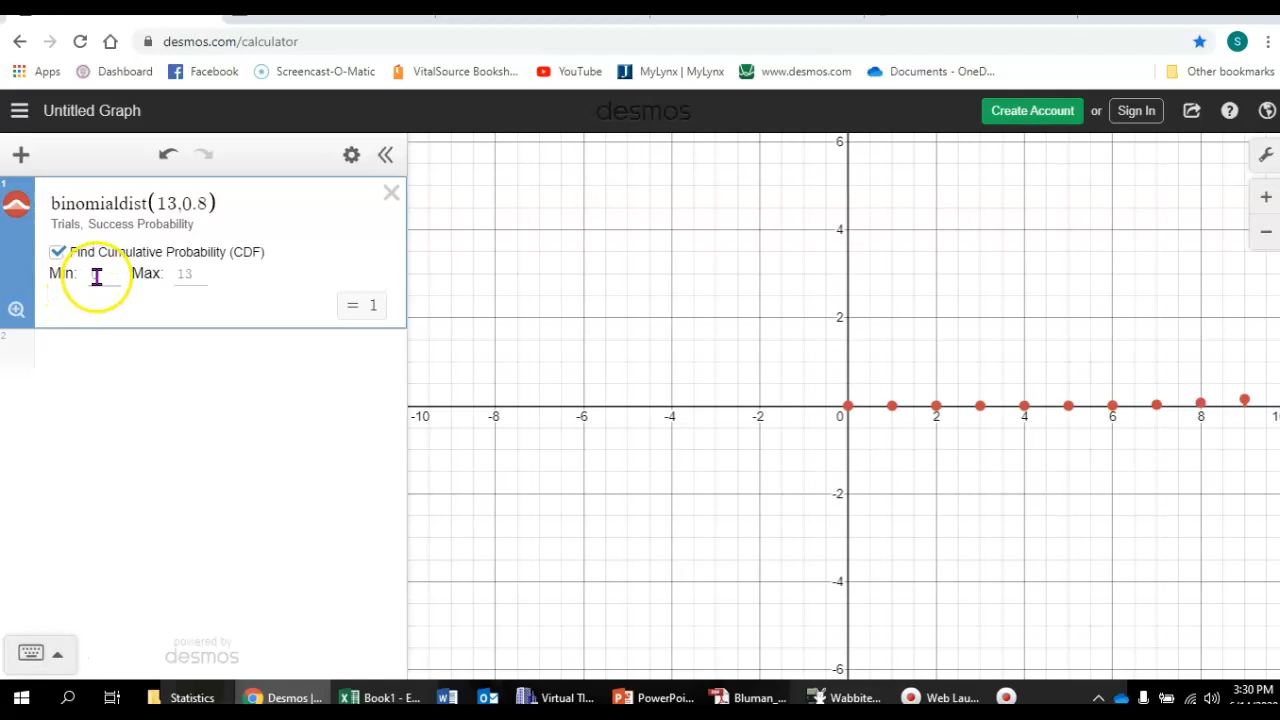 desmos.com/calculator
S
Apps Dashboard Facebook Screencast-O-Matic VitalSource Booksh... YouTube MyLynx | MyLynx www.desmos.com Documents - OneD... Other bookmarks
Untitled Graph desmos Create Account or Sign In
1
binomialdist(13,0.8)
Trials, Success Probability
Find Cumulative Probability (CDF)
Min: Max: 13
= 1
2
6
4
2
-10 -8 -6 -4 -2 0 2 4 6 8
-2
-4
-6
powered by
desmos
Statistics Desmos |... Book1 - E... Virtual TI... PowerPoi... Bluman_... Wabbite... Web Lau...
3:30 PM